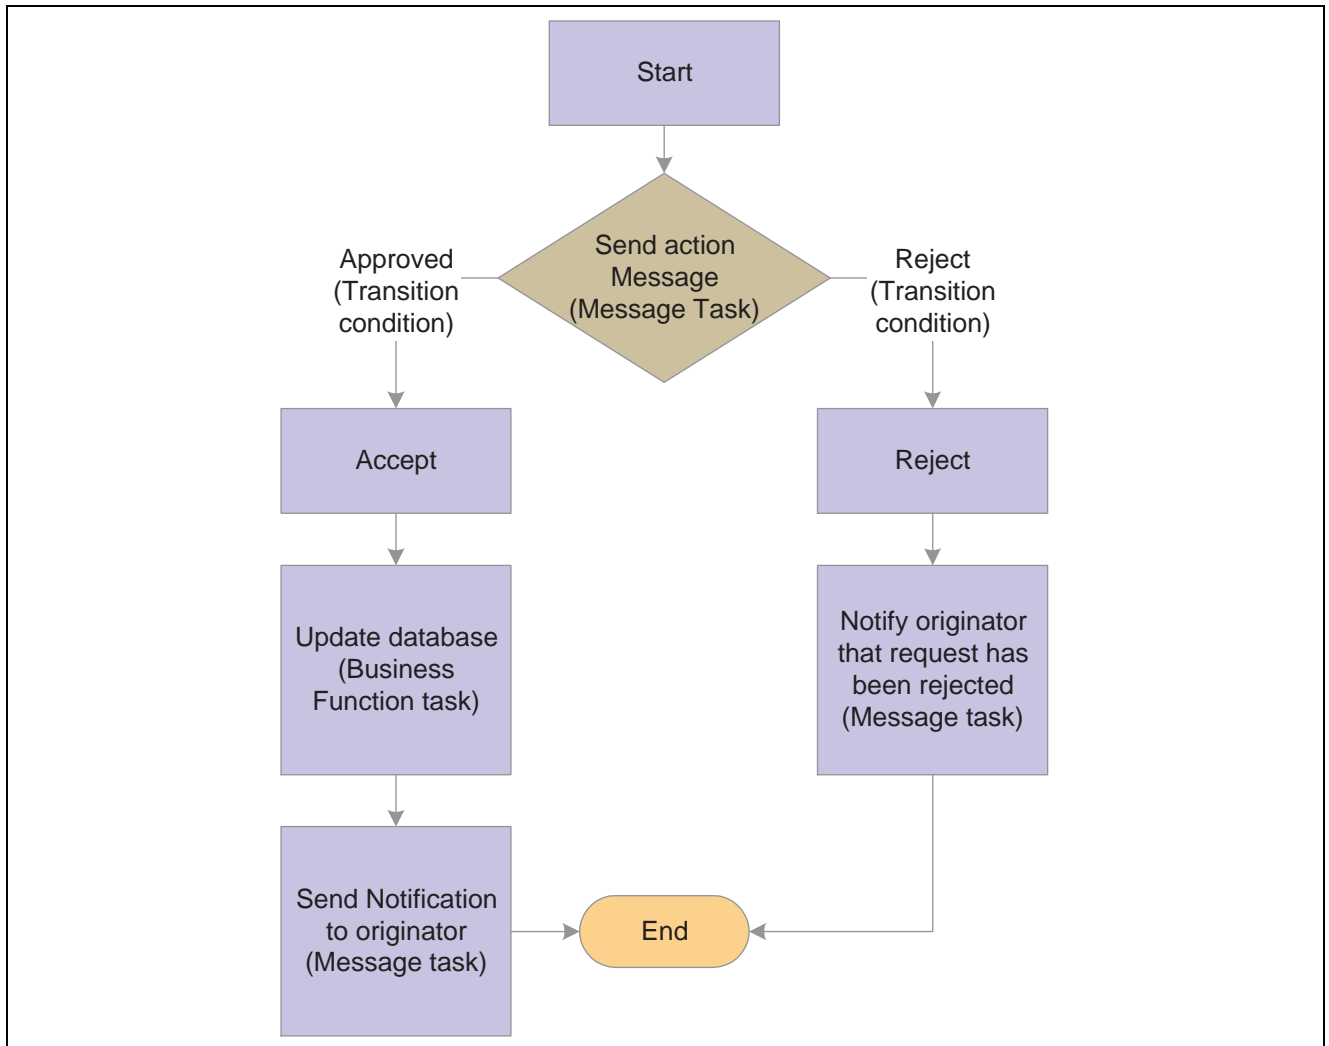 Start
Send action
Message
(Message Task)
Approved
(Transition
condition)
Reject
(Transition
condition)
Accept
Reject
Update database
(Business
Function task)
Notify originator
that request has
been rejected
(Message task)
Send Notification
to originator
(Message task)
End